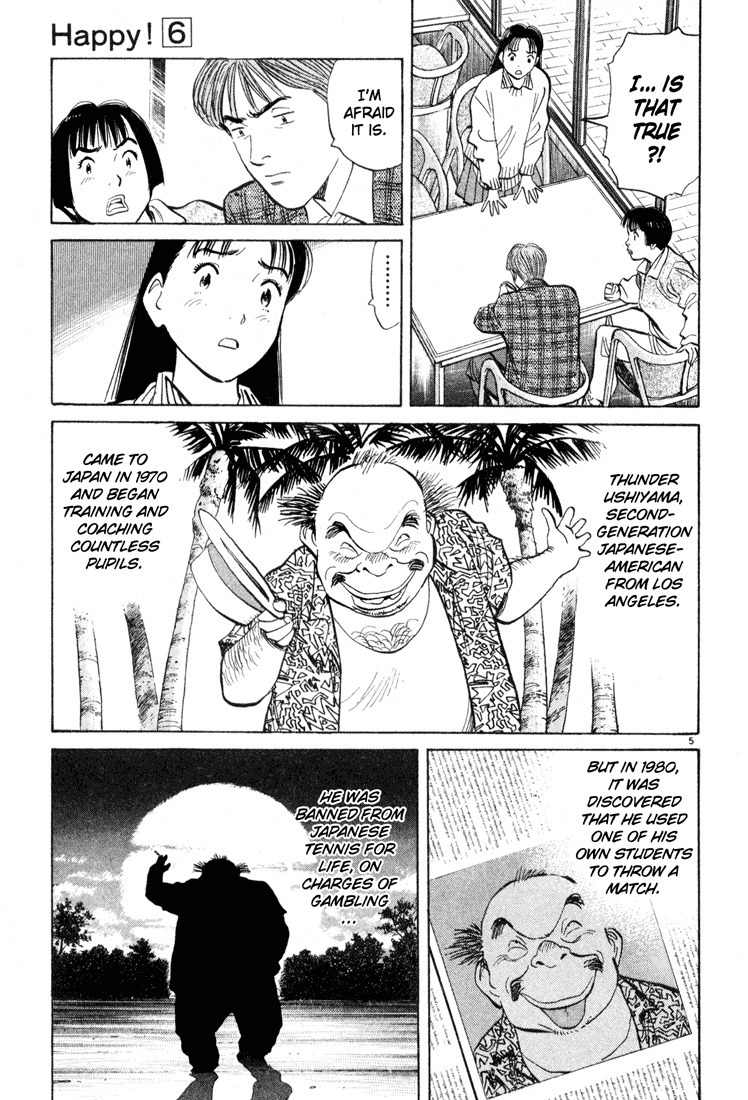 Happy! 6
I... IS
THAT
TRUE
?!
I'M
AFRAID
IT IS.
.........
THUNDER
USHIYAMA,
SECOND-
GENERATION
JAPANESE-
AMERICAN
FROM LOS
ANGELES.
CAME TO
JAPAN IN 1970
AND BEGAN
TRAINING AND
COACHING
COUNTLESS
PUPILS.
5
BUT IN 1980,
IT WAS
DISCOVERED
THAT HE USED
ONE OF HIS
OWN STUDENTS
TO THROW A
MATCH.
HE WAS
BANNED FROM
JAPANESE
TENNIS FOR
LIFE, ON
CHARGES OF
GAMBLING
...